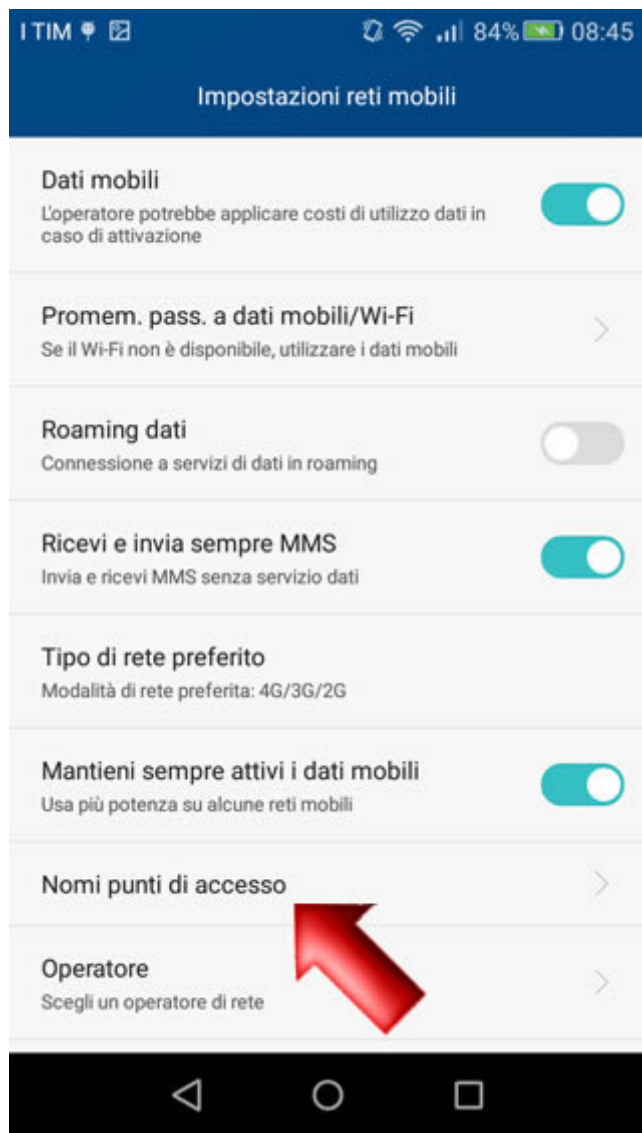 I TIM 84% 08:45
Impostazioni reti mobili
Dati mobili
L'operatore potrebbe applicare costi di utilizzo dati in
caso di attivazione
Promem. pass. a dati mobili/Wi-Fi
Se il Wi-Fi non è disponibile, utilizzare i dati mobili
Roaming dati
Connessione a servizi di dati in roaming
Ricevi e invia sempre MMS
Invia e ricevi MMS senza servizio dati
Tipo di rete preferito
Modalità di rete preferita: 4G/3G/2G
Mantieni sempre attivi i dati mobili
Usa più potenza su alcune reti mobili
Nomi punti di accesso
Operatore
Scegli un operatore di rete